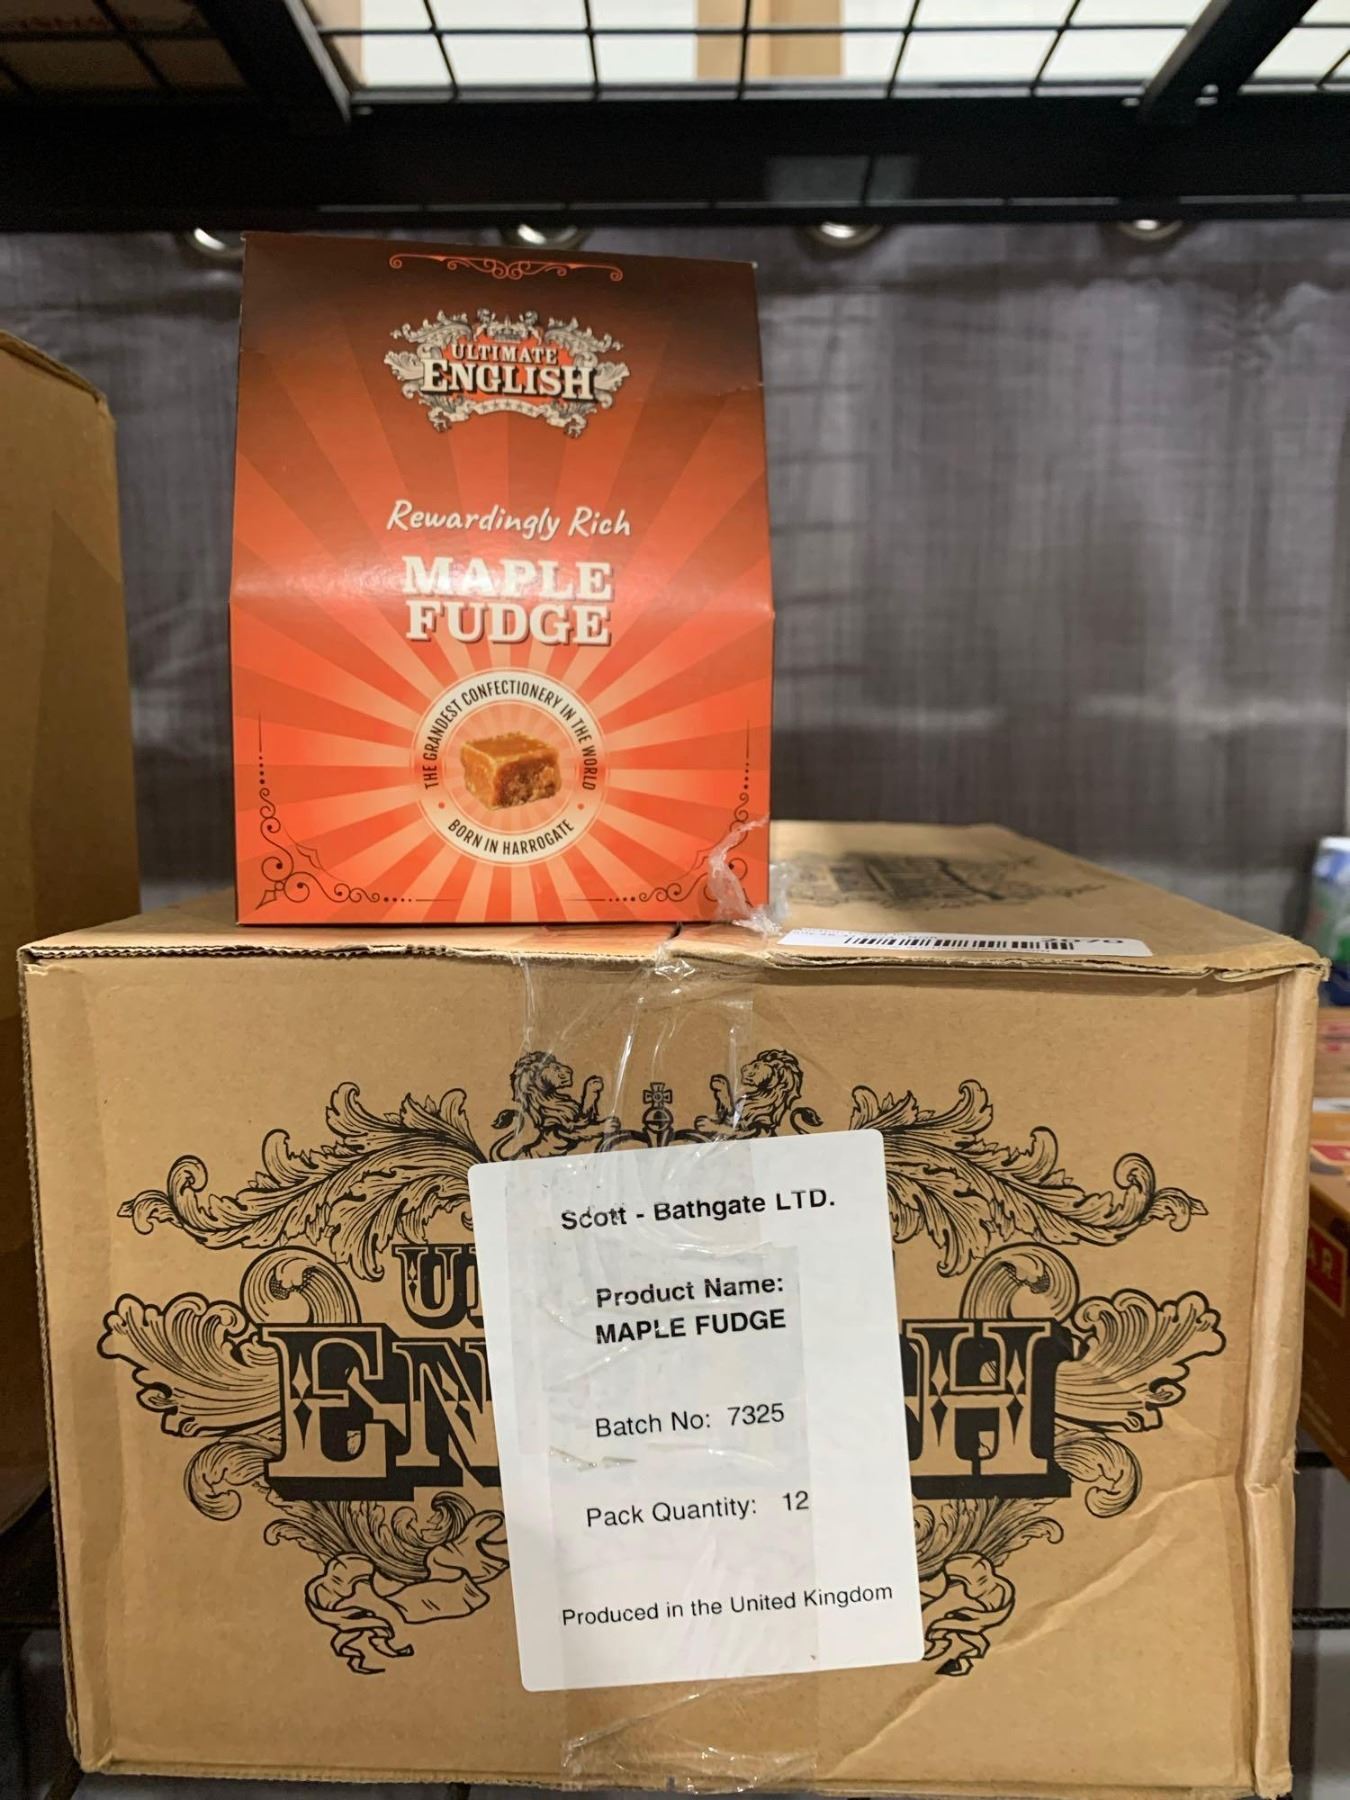 ULTIMATE
ENGLISH
Rewardingly Rich
MAPLE
FUDGE
THE GRANDEST CONFECTIONERY IN THE WORLD
BORN IN HARROGATE
Scott - Bathgate LTD.
Product Name:
MAPLE FUDGE
Batch No: 7325
Pack Quantity: 12
Produced in the United Kingdom
U
EN
H